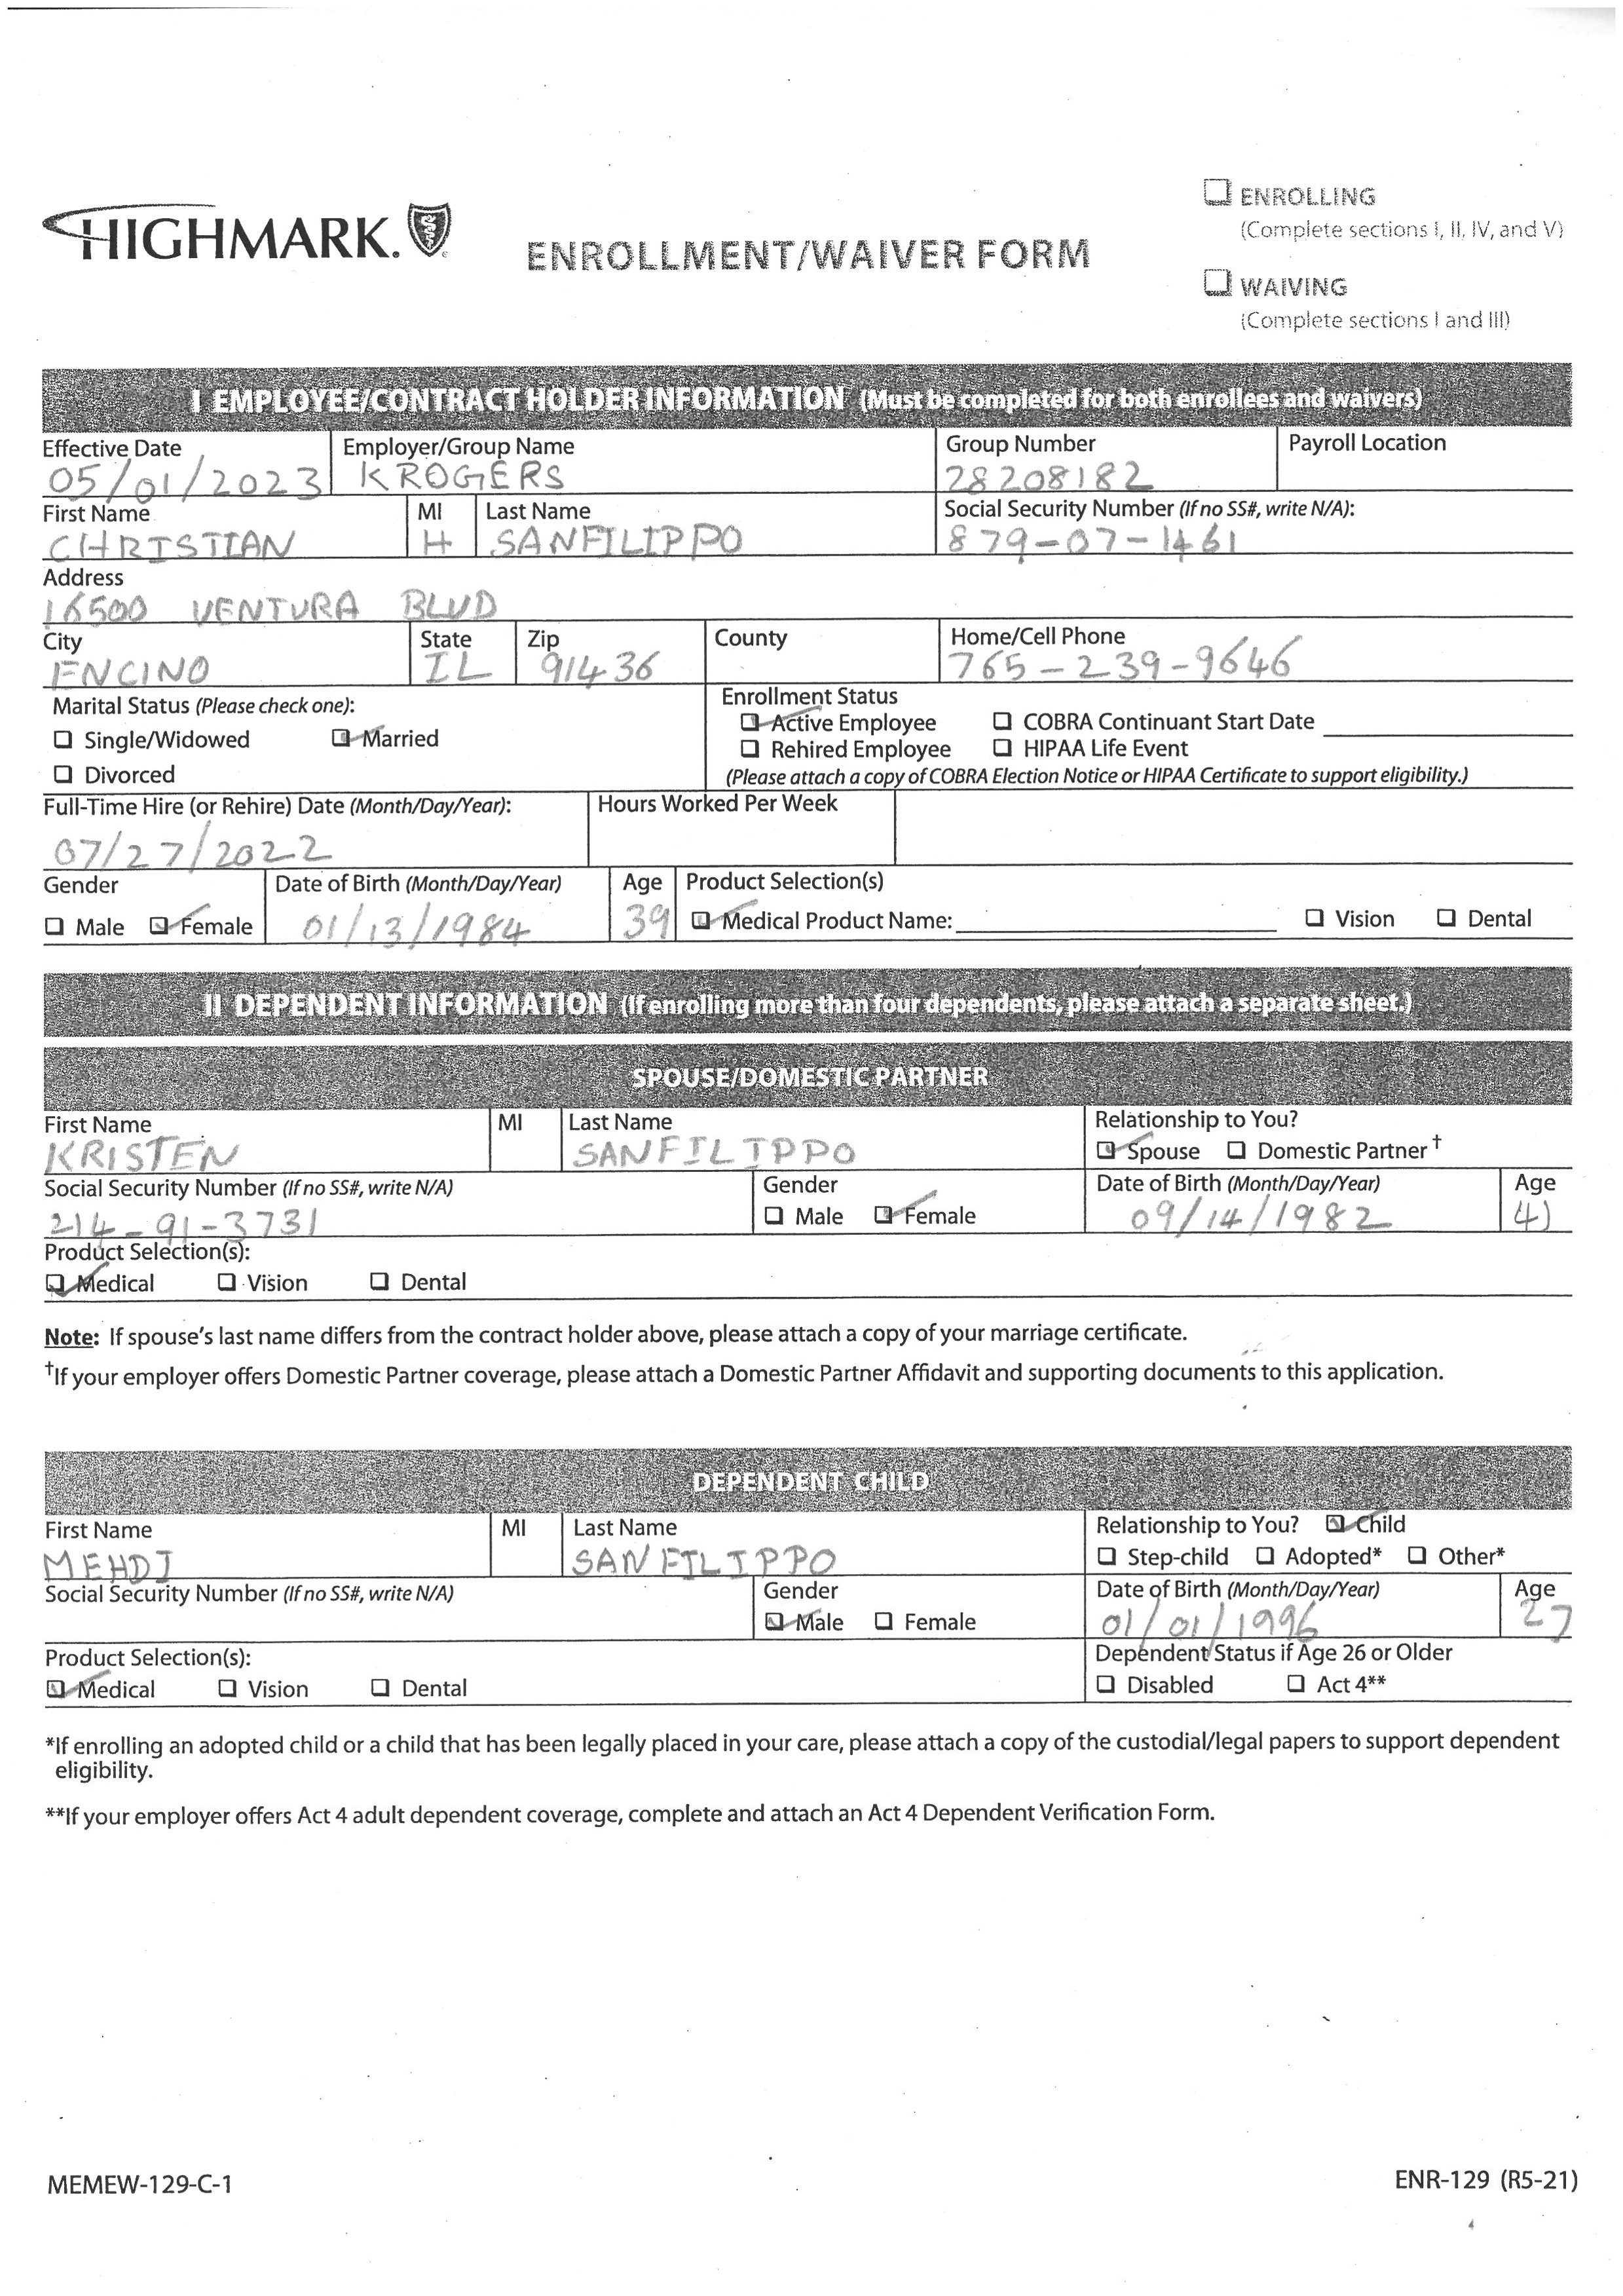 HIGHMARK.
ENROLLMENT/WAIVER FORM
☐ ENROLLING
(Complete sections I, II, IV, and V)
☐ WAIVING
(Complete sections I and III)
I EMPLOYEE/CONTRACT HOLDER INFORMATION (Must be completed for both enrollees and waivers)
Effective Date Employer/Group Name Group Number Payroll Location
05/01/2023 KROGERS 28208182
First Name MI Last Name Social Security Number (If no SS#, write N/A):
CHRISTIAN H SANFILIPPO 879-07-1461
Address
16500 VENTURA BLVD
City State Zip County Home/Cell Phone
ENCINO IL 91436 765-239-9646
Marital Status (Please check one):
☐ Single/Widowed ☑ Married
☐ Divorced
Enrollment Status
☑ Active Employee ☐ COBRA Continuant Start Date
☐ Rehired Employee ☐ HIPAA Life Event
(Please attach a copy of COBRA Election Notice or HIPAA Certificate to support eligibility.)
Full-Time Hire (or Rehire) Date (Month/Day/Year): Hours Worked Per Week
07/27/2022
Gender Date of Birth (Month/Day/Year) Age Product Selection(s)
☐ Male ☑ Female 01/13/1984 39 ☑ Medical Product Name: ☐ Vision ☐ Dental
II DEPENDENT INFORMATION (If enrolling more than four dependents, please attach a separate sheet.)
SPOUSE/DOMESTIC PARTNER
First Name MI Last Name Relationship to You?
KRISTEN SANFILIPPO ☑ Spouse ☐ Domestic Partner †
Social Security Number (If no SS#, write N/A) Gender Date of Birth (Month/Day/Year) Age
214-91-3731 ☐ Male ☑ Female 09/14/1982 41
Product Selection(s):
☑ Medical ☐ Vision ☐ Dental
Note: If spouse's last name differs from the contract holder above, please attach a copy of your marriage certificate.
†If your employer offers Domestic Partner coverage, please attach a Domestic Partner Affidavit and supporting documents to this application.
DEPENDENT CHILD
First Name MI Last Name Relationship to You? ☑ Child
MEHDI SANFILIPPO ☐ Step-child ☐ Adopted* ☐ Other*
Social Security Number (If no SS#, write N/A) Gender Date of Birth (Month/Day/Year) Age
☑ Male ☐ Female 01/01/1996 27
Product Selection(s): Dependent Status if Age 26 or Older
☑ Medical ☐ Vision ☐ Dental ☐ Disabled ☐ Act 4**
*If enrolling an adopted child or a child that has been legally placed in your care, please attach a copy of the custodial/legal papers to support dependent
eligibility.
**If your employer offers Act 4 adult dependent coverage, complete and attach an Act 4 Dependent Verification Form.
MEMEW-129-C-1 ENR-129 (R5-21)